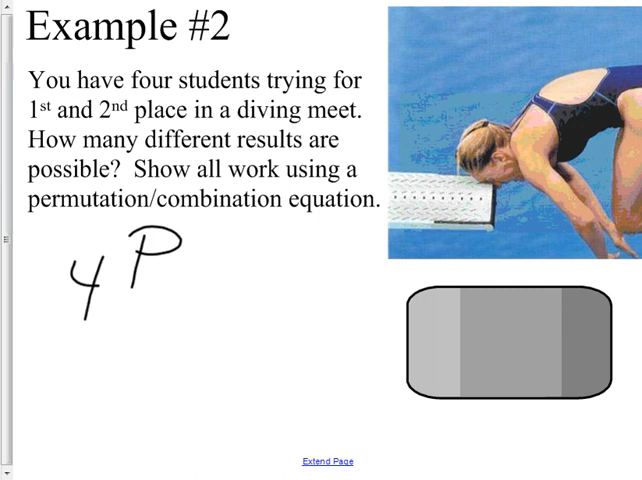 Example #2
You have four students trying for
1st and 2nd place in a diving meet.
How many different results are
possible? Show all work using a
permutation/combination equation.
4 P
Extend Page